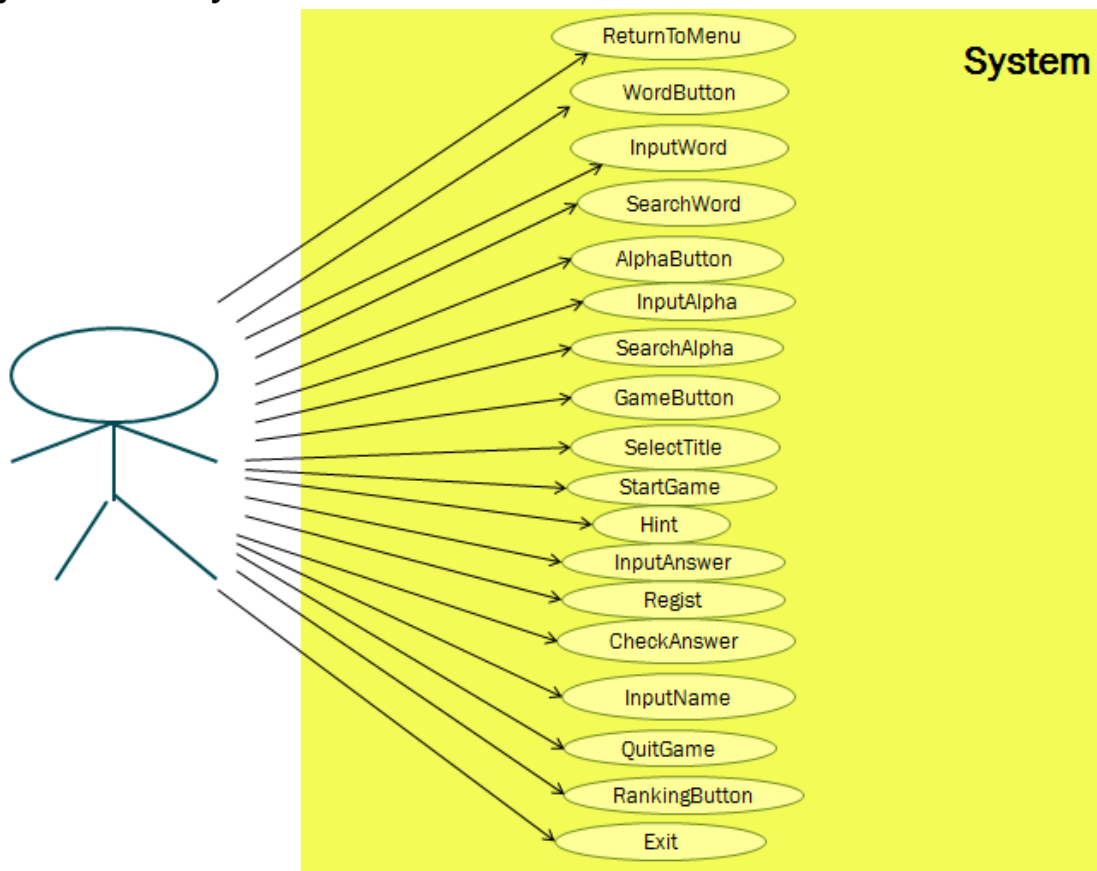 ReturnToMenu
System
WordButton
InputWord
SearchWord
AlphaButton
InputAlpha
SearchAlpha
GameButton
SelectTitle
StartGame
Hint
InputAnswer
Regist
CheckAnswer
InputName
QuitGame
RankingButton
Exit